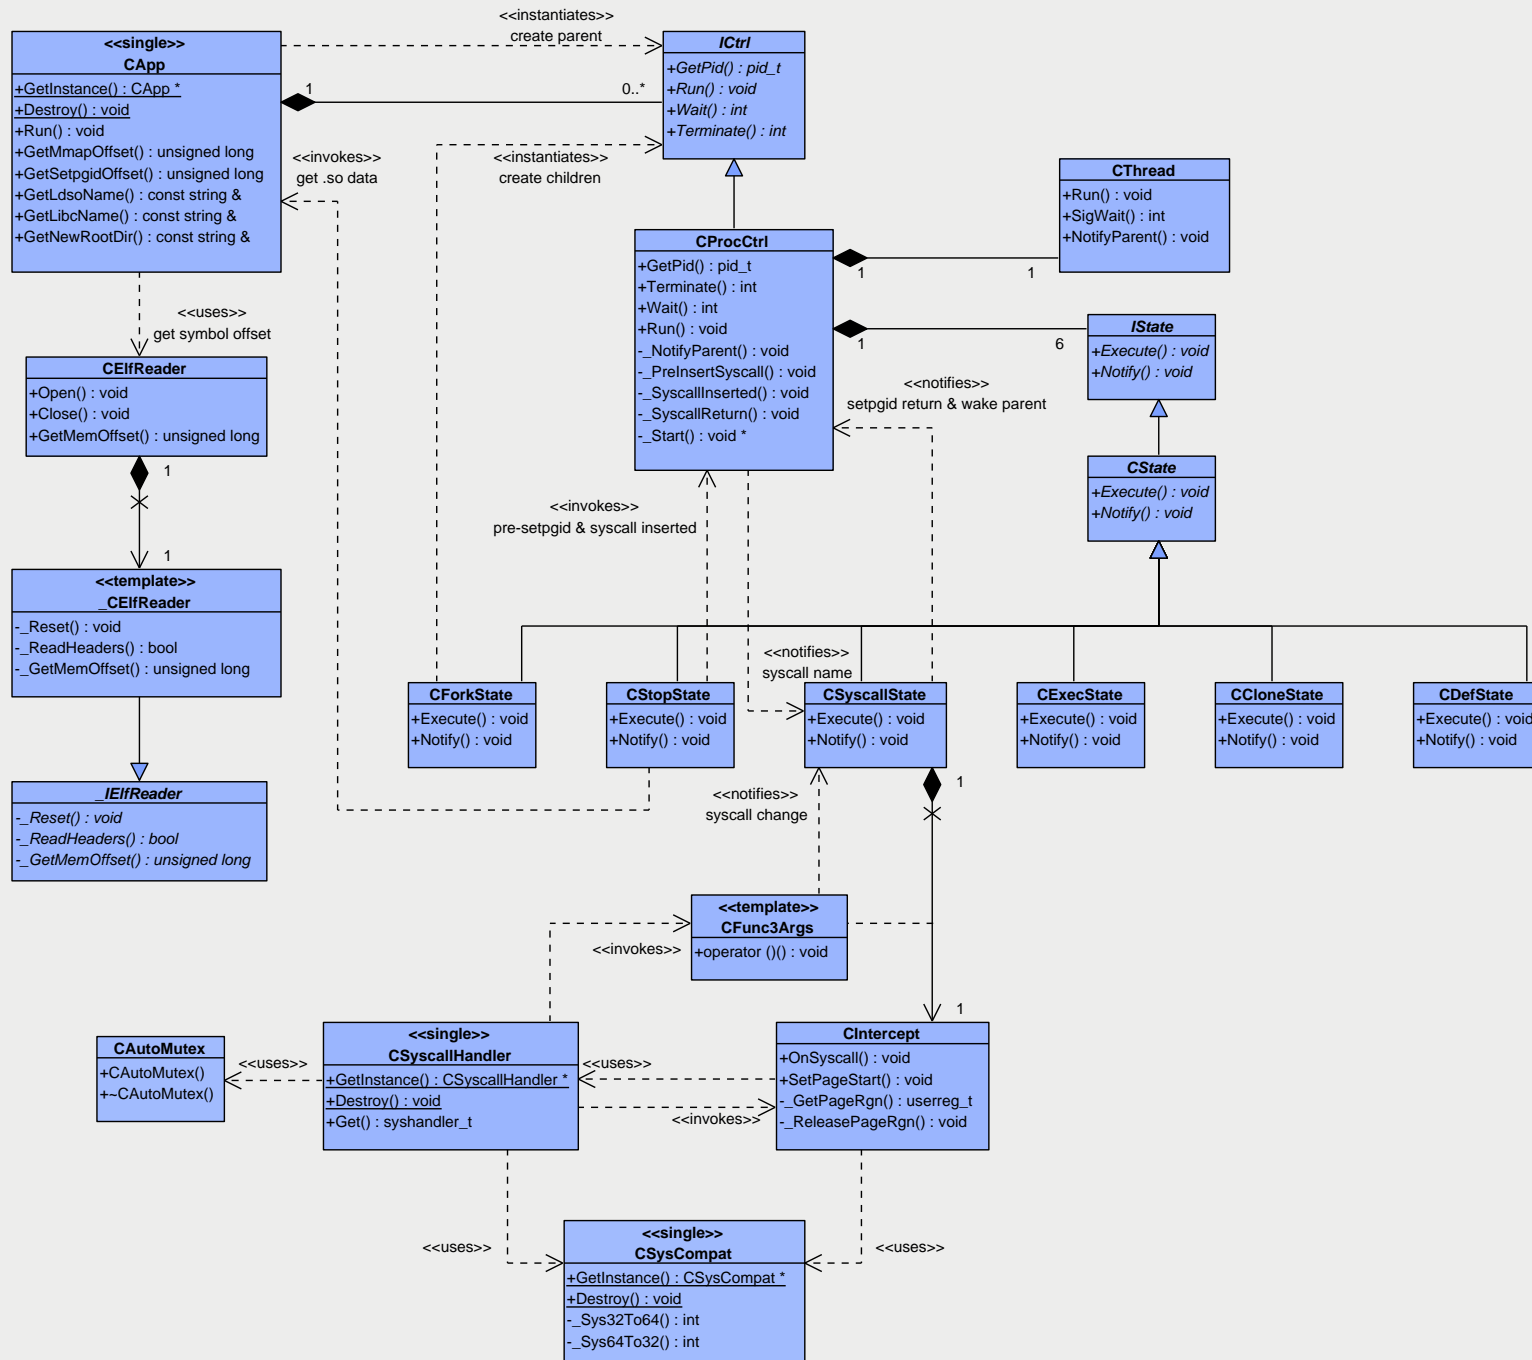 <<single>>
CApp
+GetInstance() : CApp *
+Destroy() : void
+Run() : void
+GetMmapOffset() : unsigned long
+GetSetpgidOffset() : unsigned long
+GetLdsoName() : const string &
+GetLibcName() : const string &
+GetNewRootDir() : const string &
<<instantiates>>
create parent
1
0..*
<<invokes>>
get .so data
<<instantiates>>
create children
ICtrl
+GetPid() : pid_t
+Run() : void
+Wait() : int
+Terminate() : int
CThread
+Run() : void
+SigWait() : int
+NotifyParent() : void
CProcCtrl
+GetPid() : pid_t
+Terminate() : int
+Wait() : int
+Run() : void
-_NotifyParent() : void
-_PreInsertSyscall() : void
-_SyscallInserted() : void
-_SyscallReturn() : void
-_Start() : void *
1
1
1
6
IState
+Execute() : void
+Notify() : void
<<uses>>
get symbol offset
CElfReader
+Open() : void
+Close() : void
+GetMemOffset() : unsigned long
1
1
<<notifies>>
setpgid return & wake parent
CState
+Execute() : void
+Notify() : void
<<invokes>>
pre-setpgid & syscall inserted
<<template>>
_CElfReader
-_Reset() : void
-_ReadHeaders() : bool
-_GetMemOffset() : unsigned long
<<notifies>>
syscall name
CForkState
+Execute() : void
+Notify() : void
CStopState
+Execute() : void
+Notify() : void
CSyscallState
+Execute() : void
+Notify() : void
CExecState
+Execute() : void
+Notify() : void
CCloneState
+Execute() : void
+Notify() : void
CDefState
+Execute() : void
+Notify() : void
_IElfReader
-_Reset() : void
-_ReadHeaders() : bool
-_GetMemOffset() : unsigned long
<<notifies>>
syscall change
1
1
<<template>>
CFunc3Args
+operator ()() : void
<<invokes>>
CAutoMutex
+CAutoMutex()
+~CAutoMutex()
<<uses>>
<<single>>
CSyscallHandler
+GetInstance() : CSyscallHandler *
+Destroy() : void
+Get() : syshandler_t
<<uses>>
<<invokes>>
CIntercept
+OnSyscall() : void
+SetPageStart() : void
-_GetPageRgn() : userreg_t
-_ReleasePageRgn() : void
<<uses>>
<<uses>>
<<single>>
CSysCompat
+GetInstance() : CSysCompat *
+Destroy() : void
-_Sys32To64() : int
-_Sys64To32() : int